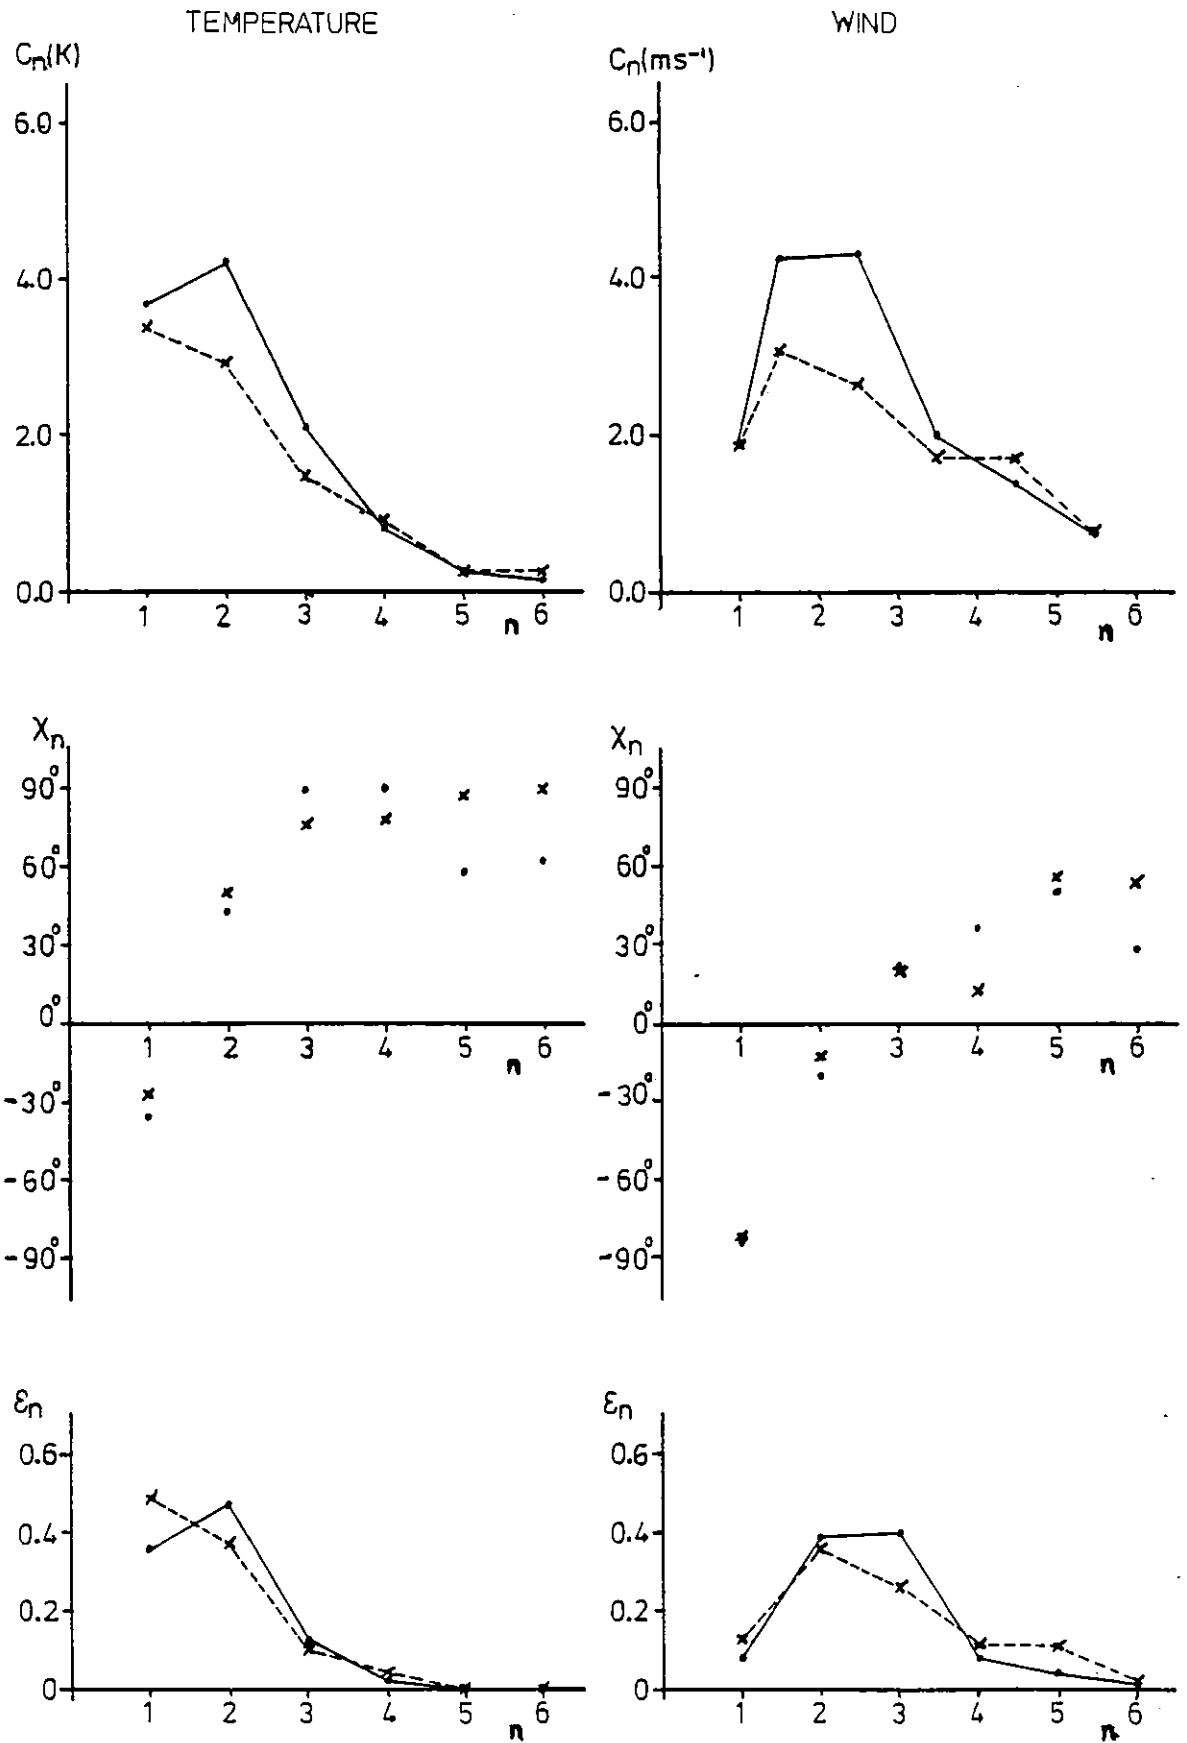 TEMPERATURE WIND
Cn(K) Cn(ms⁻¹)
6.0 6.0
4.0 4.0
2.0 2.0
0.0 0.0
1 2 3 4 5 n 6 1 2 3 4 5 n 6
χn χn
90° 90°
60° 60°
30° 30°
0° 0°
1 2 3 4 5 n 6 1 2 3 4 5 n 6
-30° -30°
-60° -60°
-90° -90°
εn εn
0.6 0.6
0.4 0.4
0.2 0.2
0 0
1 2 3 4 5 n 6 1 2 3 4 5 n 6